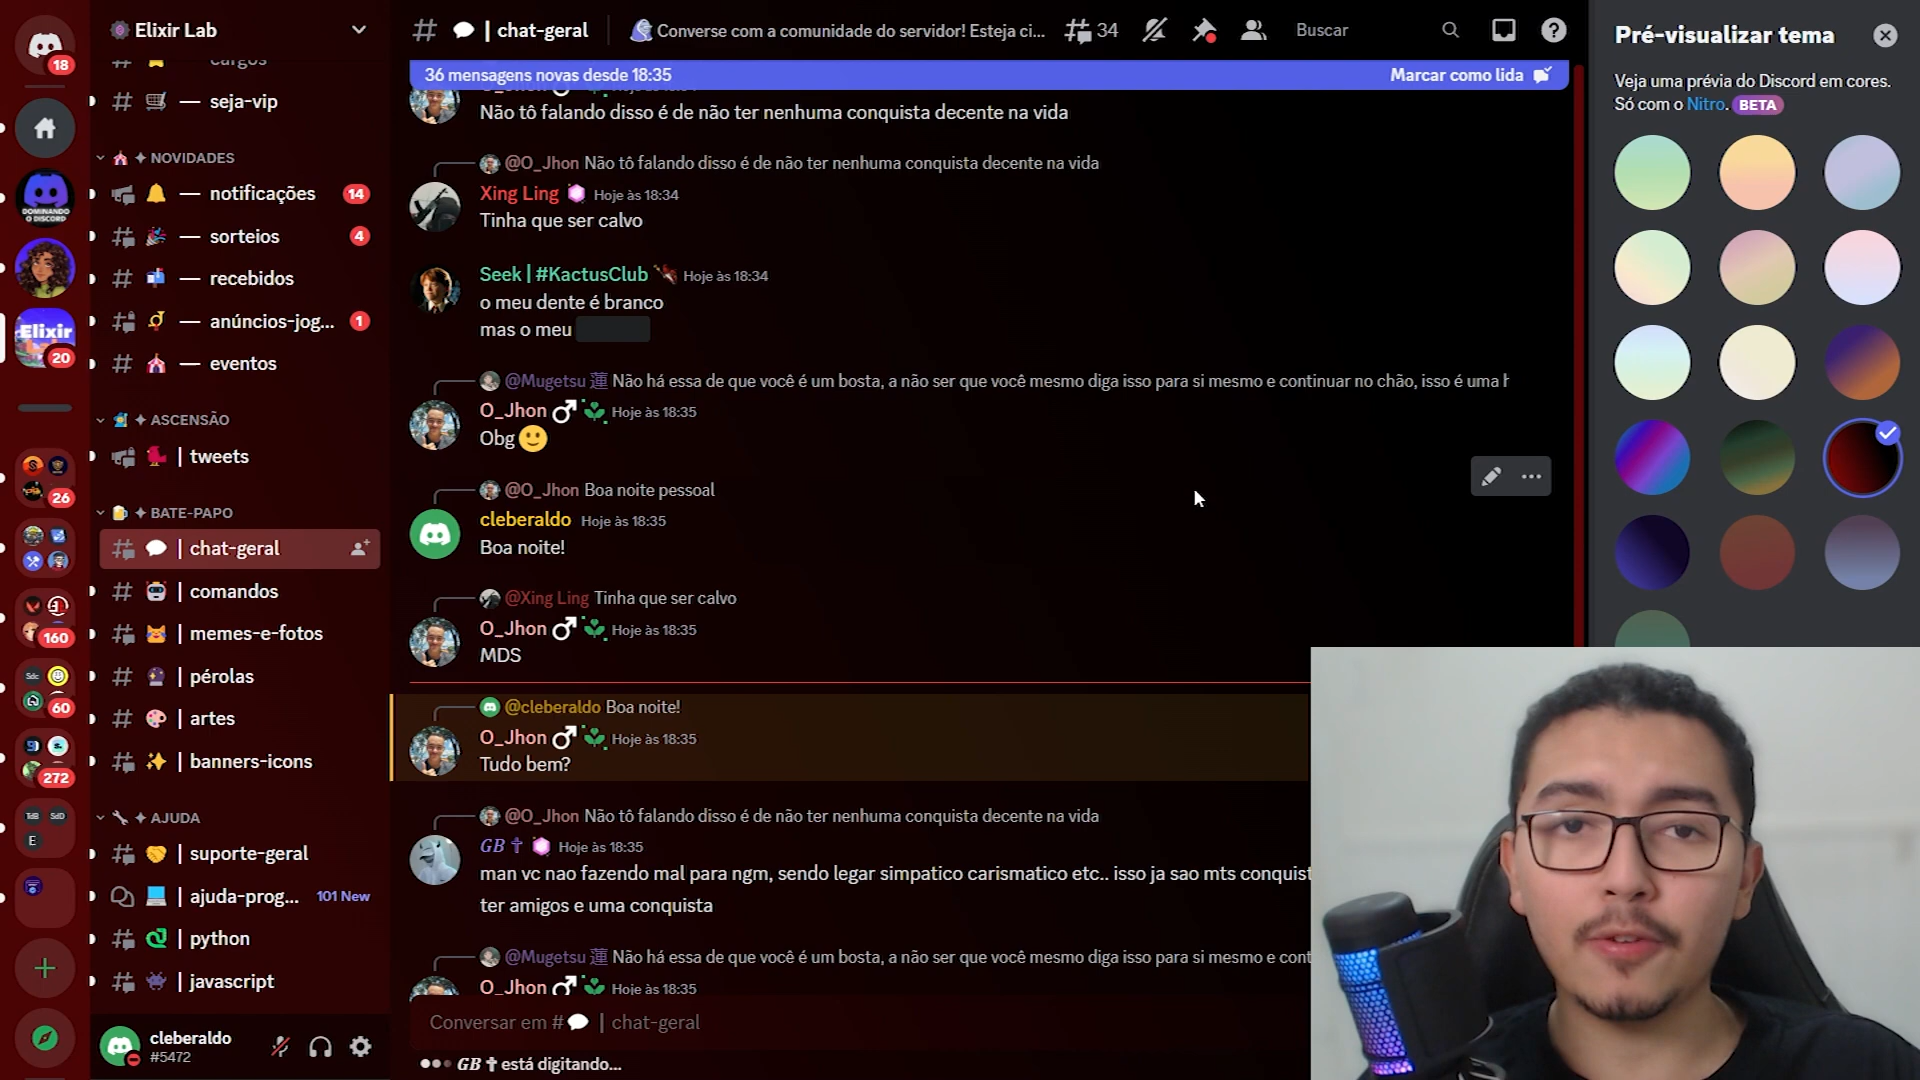 18
DOMINANDO
O DISCORD
Elixir
20
26
160
Sdc
60
272
TdB SdD
E
Elixir Lab
cargos
— seja-vip
✦ NOVIDADES
— notificações 14
— sorteios 4
— recebidos
— anúncios-jog... 1
— eventos
✦ ASCENSÃO
| tweets
✦ BATE-PAPO
| chat-geral
| comandos
| memes-e-fotos
| pérolas
| artes
| banners-icons
✦ AJUDA
| suporte-geral
| ajuda-prog... 101 New
| python
| javascript
cleberaldo
#5472
| chat-geral
Converse com a comunidade do servidor! Esteja ci...
34
Buscar
36 mensagens novas desde 18:35
Marcar como lida
Não tô falando disso é de não ter nenhuma conquista decente na vida
@O_Jhon Não tô falando disso é de não ter nenhuma conquista decente na vida
Xing Ling Hoje às 18:34
Tinha que ser calvo
Seek | #KactusClub Hoje às 18:34
o meu dente é branco
mas o meu
@Mugetsu 蓮 Não há essa de que você é um bosta, a não ser que você mesmo diga isso para si mesmo e continuar no chão, isso é uma
O_Jhon Hoje às 18:35
Obg 🙂
@O_Jhon Boa noite pessoal
cleberaldo Hoje às 18:35
Boa noite!
@Xing Ling Tinha que ser calvo
O_Jhon Hoje às 18:35
MDS
@cleberaldo Boa noite!
O_Jhon Hoje às 18:35
Tudo bem?
@O_Jhon Não tô falando disso é de não ter nenhuma conquista decente na vida
GB ✝ Hoje às 18:35
man vc nao fazendo mal para ngm, sendo legar simpatico carismatico etc.. isso ja sao mts conquist
ter amigos e uma conquista
@Mugetsu 蓮 Não há essa de que você é um bosta, a não ser que você mesmo diga isso para si mesmo e cont
O_Jhon Hoje às 18:35
Conversar em # | chat-geral
GB ✝ está digitando...
Pré-visualizar tema
Veja uma prévia do Discord em cores.
Só com o Nitro. BETA